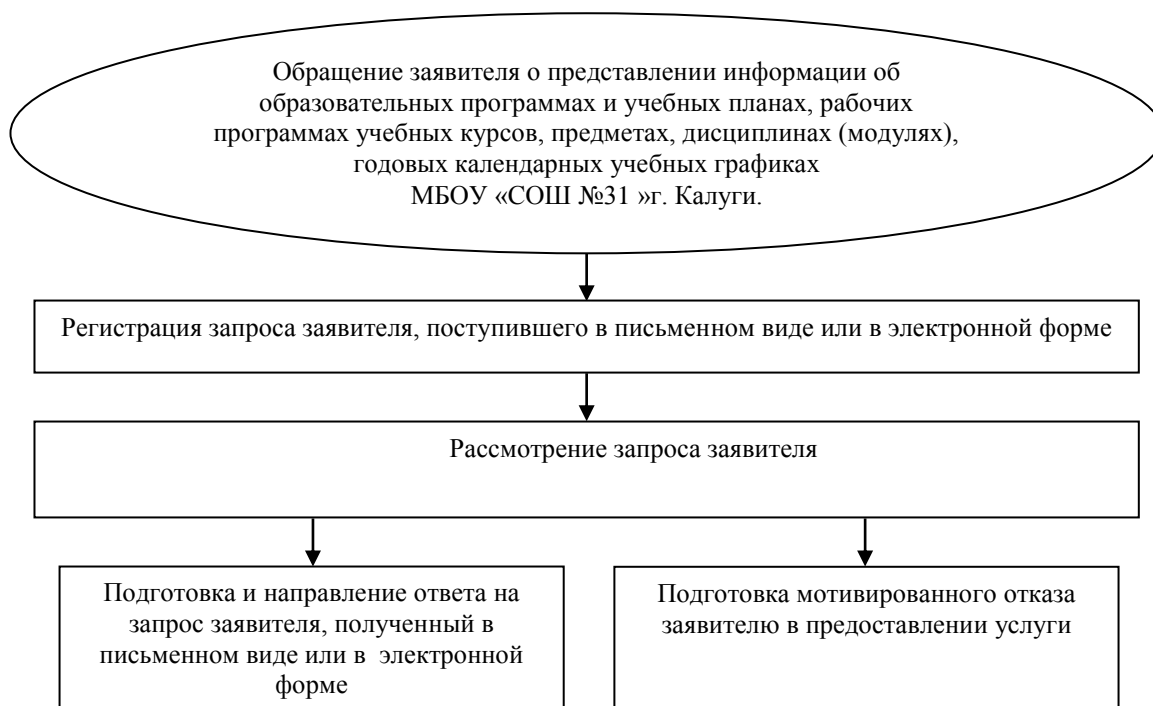 Обращение заявителя о представлении информации об
образовательных программах и учебных планах, рабочих
программах учебных курсов, предметах, дисциплинах (модулях),
годовых календарных учебных графиках
МБОУ «СОШ №31 »г. Калуги.
Регистрация запроса заявителя, поступившего в письменном виде или в электронной форме
Рассмотрение запроса заявителя
Подготовка и направление ответа на
запрос заявителя, полученный в
письменном виде или в электронной
форме
Подготовка мотивированного отказа
заявителю в предоставлении услуги